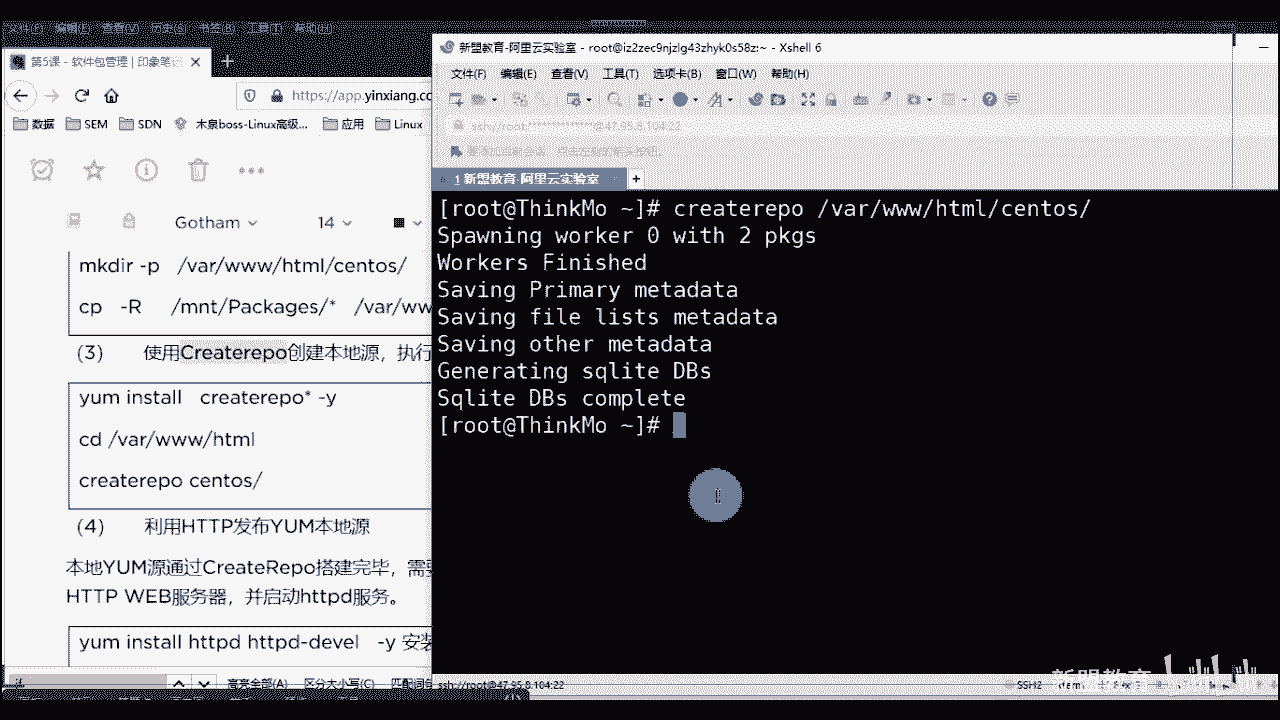 文件(F) 编辑(E) 查看(V) 历史(S) 书签(B) 工具(T) 帮助(H)
第5课 - 软件包管理 | 印象笔记
https://app.yinxiang.co
数据 SEM SDN 木泉boss-Linux高级... 应用 Linux
Gotham 14
mkdir -p /var/www/html/centos/
cp -R /mnt/Packages/* /var/ww
(3) 使用Createrepo创建本地源，执行
yum install createrepo* -y
cd /var/www/html
createrepo centos/
(4) 利用HTTP发布YUM本地源
本地YUM源通过CreateRepo搭建完毕，需要
HTTP WEB服务器，并启动httpd服务。
yum install httpd httpd-devel -y 安装
高亮全部(A) 区分大小写(C)
新盟教育-阿里云实验室 - root@iz2zec9njzlg43zhyk0s58z:~ - Xshell 6
文件(F) 编辑(E) 查看(V) 工具(T) 选项卡(B) 窗口(W) 帮助(H)
ssh://root:**************@47.95.8.104:22
要添加当前会话，点击左侧的箭头按钮。
1 新盟教育-阿里云实验室
[root@ThinkMo ~]# createrepo /var/www/html/centos/
Spawning worker 0 with 2 pkgs
Workers Finished
Saving Primary metadata
Saving file lists metadata
Saving other metadata
Generating sqlite DBs
Sqlite DBs complete
[root@ThinkMo ~]#
ssh://root@47.95.8.104:22
SSH2
新盟教育
bilibili